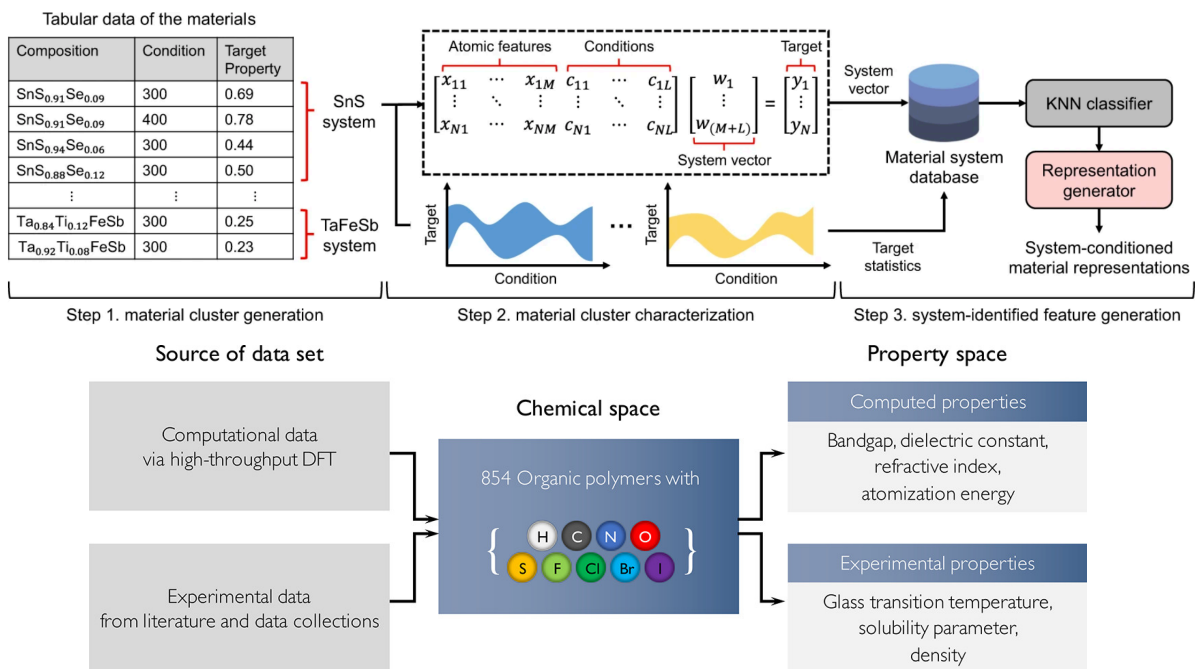 Tabular data of the materials
Composition Condition Target Property
SnS0.91Se0.09 300 0.69
SnS0.91Se0.09 400 0.78
SnS0.94Se0.06 300 0.44
SnS0.88Se0.12 300 0.50
⋮ ⋮ ⋮
Ta0.84Ti0.12FeSb 300 0.25
Ta0.92Ti0.08FeSb 300 0.23
SnS
system
TaFeSb
system
Step 1. material cluster generation
Atomic features Conditions Target
x11 ⋯ x1M c11 ⋯ c1L w1 y1
⋮ ⋱ ⋮ ⋮ ⋱ ⋮ ⋮ = ⋮
xN1 ⋯ xNM cN1 ⋯ cNL w(M+L) yN
System vector
Target
Condition
•••
Target
Condition
Step 2. material cluster characterization
System
vector
Material system
database
Target
statistics
KNN classifier
Representation
generator
System-conditioned
material representations
Step 3. system-identified feature generation
Source of data set
Computational data
via high-throughput DFT
Experimental data
from literature and data collections
Chemical space
854 Organic polymers with
{ H C N O
S F Cl Br I }
Property space
Computed properties
Bandgap, dielectric constant,
refractive index,
atomization energy
Experimental properties
Glass transition temperature,
solubility parameter,
density